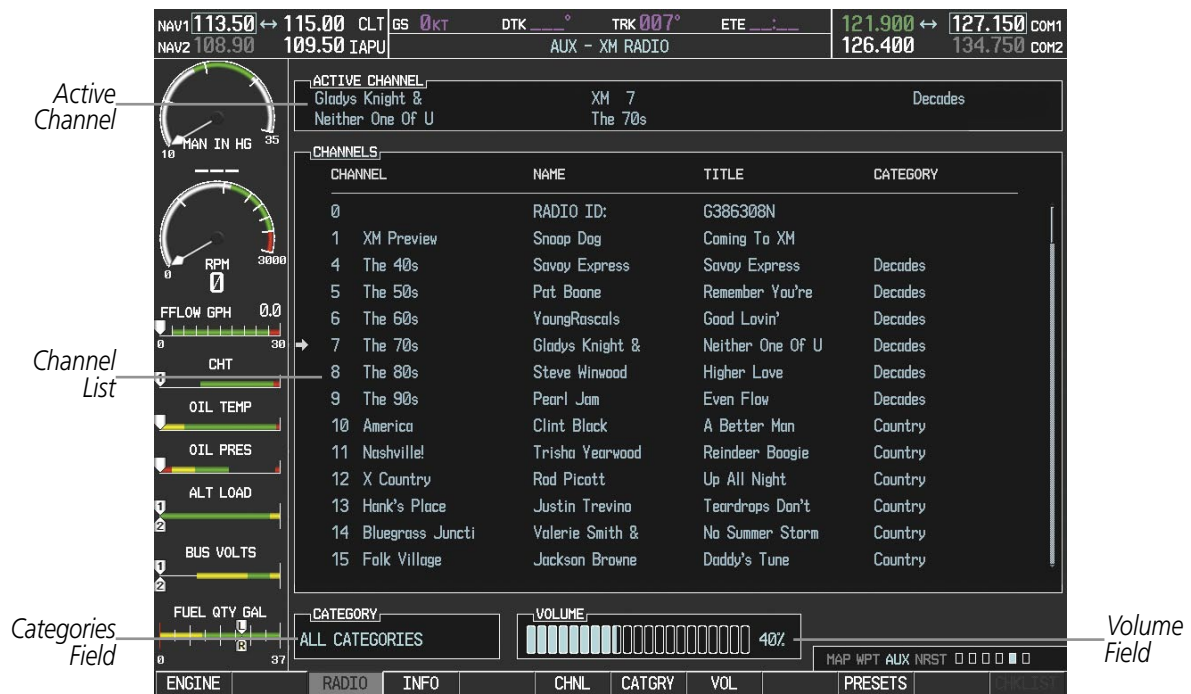 NAV1 113.50 ↔ 115.00 CLT GS 0KT DTK ___° TRK 007° ETE __:__ 121.900 ↔ 127.150 COM1
NAV2 108.90 109.50 IAPU AUX - XM RADIO 126.400 134.750 COM2
Active Channel
MAN IN HG
10 35
ACTIVE CHANNEL
Gladys Knight & XM 7 Decades
Neither One Of U The 70s
CHANNELS
CHANNEL NAME TITLE CATEGORY
0 RADIO ID: G386308N
1 XM Preview Snoop Dog Coming To XM
4 The 40s Savoy Express Savoy Express Decades
5 The 50s Pat Boone Remember You're Decades
6 The 60s YoungRascals Good Lovin' Decades
7 The 70s Gladys Knight & Neither One Of U Decades
8 The 80s Steve Winwood Higher Love Decades
9 The 90s Pearl Jam Even Flow Decades
10 America Clint Black A Better Man Country
11 Nashville! Trisha Yearwood Reindeer Boogie Country
12 X Country Rod Picott Up All Night Country
13 Hank's Place Justin Trevino Teardrops Don't Country
14 Bluegrass Juncti Valerie Smith & No Summer Storm Country
15 Folk Village Jackson Browne Daddy's Tune Country
___
0 RPM 3000
0
FFLOW GPH 0.0
0 30
Channel List
CHT
OIL TEMP
OIL PRES
ALT LOAD
1
2
BUS VOLTS
1
2
FUEL QTY GAL
L
R
0 37
Categories Field
CATEGORY
ALL CATEGORIES
VOLUME
40%
Volume Field
MAP WPT AUX NRST
ENGINE RADIO INFO CHNL CATGRY VOL PRESETS CHKLIST